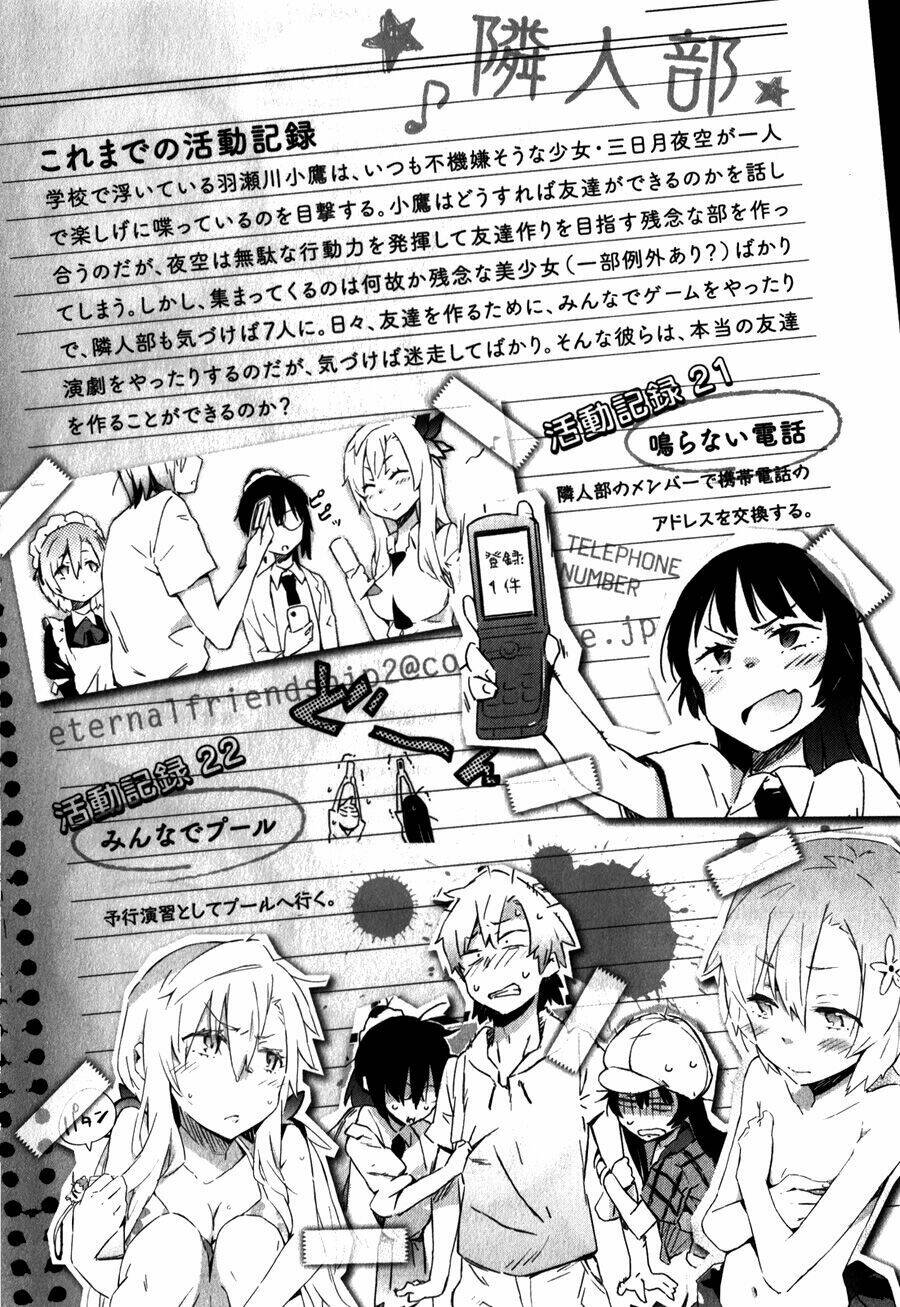 隣人部
これまでの活動記録
学校で浮いている羽瀬川小鷹は、いつも不機嫌そうな少女・三日月夜空が一人
で楽しげに喋っているのを目撃する。小鷹はどうすれば友達ができるのかを話し
合うのだが、夜空は無駄な行動力を発揮して友達作りを目指す残念な部を作っ
てしまう。しかし、集まってくるのは何故か残念な美少女（一部例外あり？）ばかり
で、隣人部も気づけば7人に。日々、友達を作るために、みんなでゲームをやったり
演劇をやったりするのだが、気づけば迷走してばかり。そんな彼らは、本当の友達
を作ることができるのか？
活動記録 21
鳴らない電話
隣人部のメンバーで携帯電話の
アドレスを交換する。
TELEPHONE
NUMBER
登録
1件
eternalfriendship2@co
e.jp
ぐーん
活動記録 22
みんなでプール
予行演習としてプールへ行く。
パタン